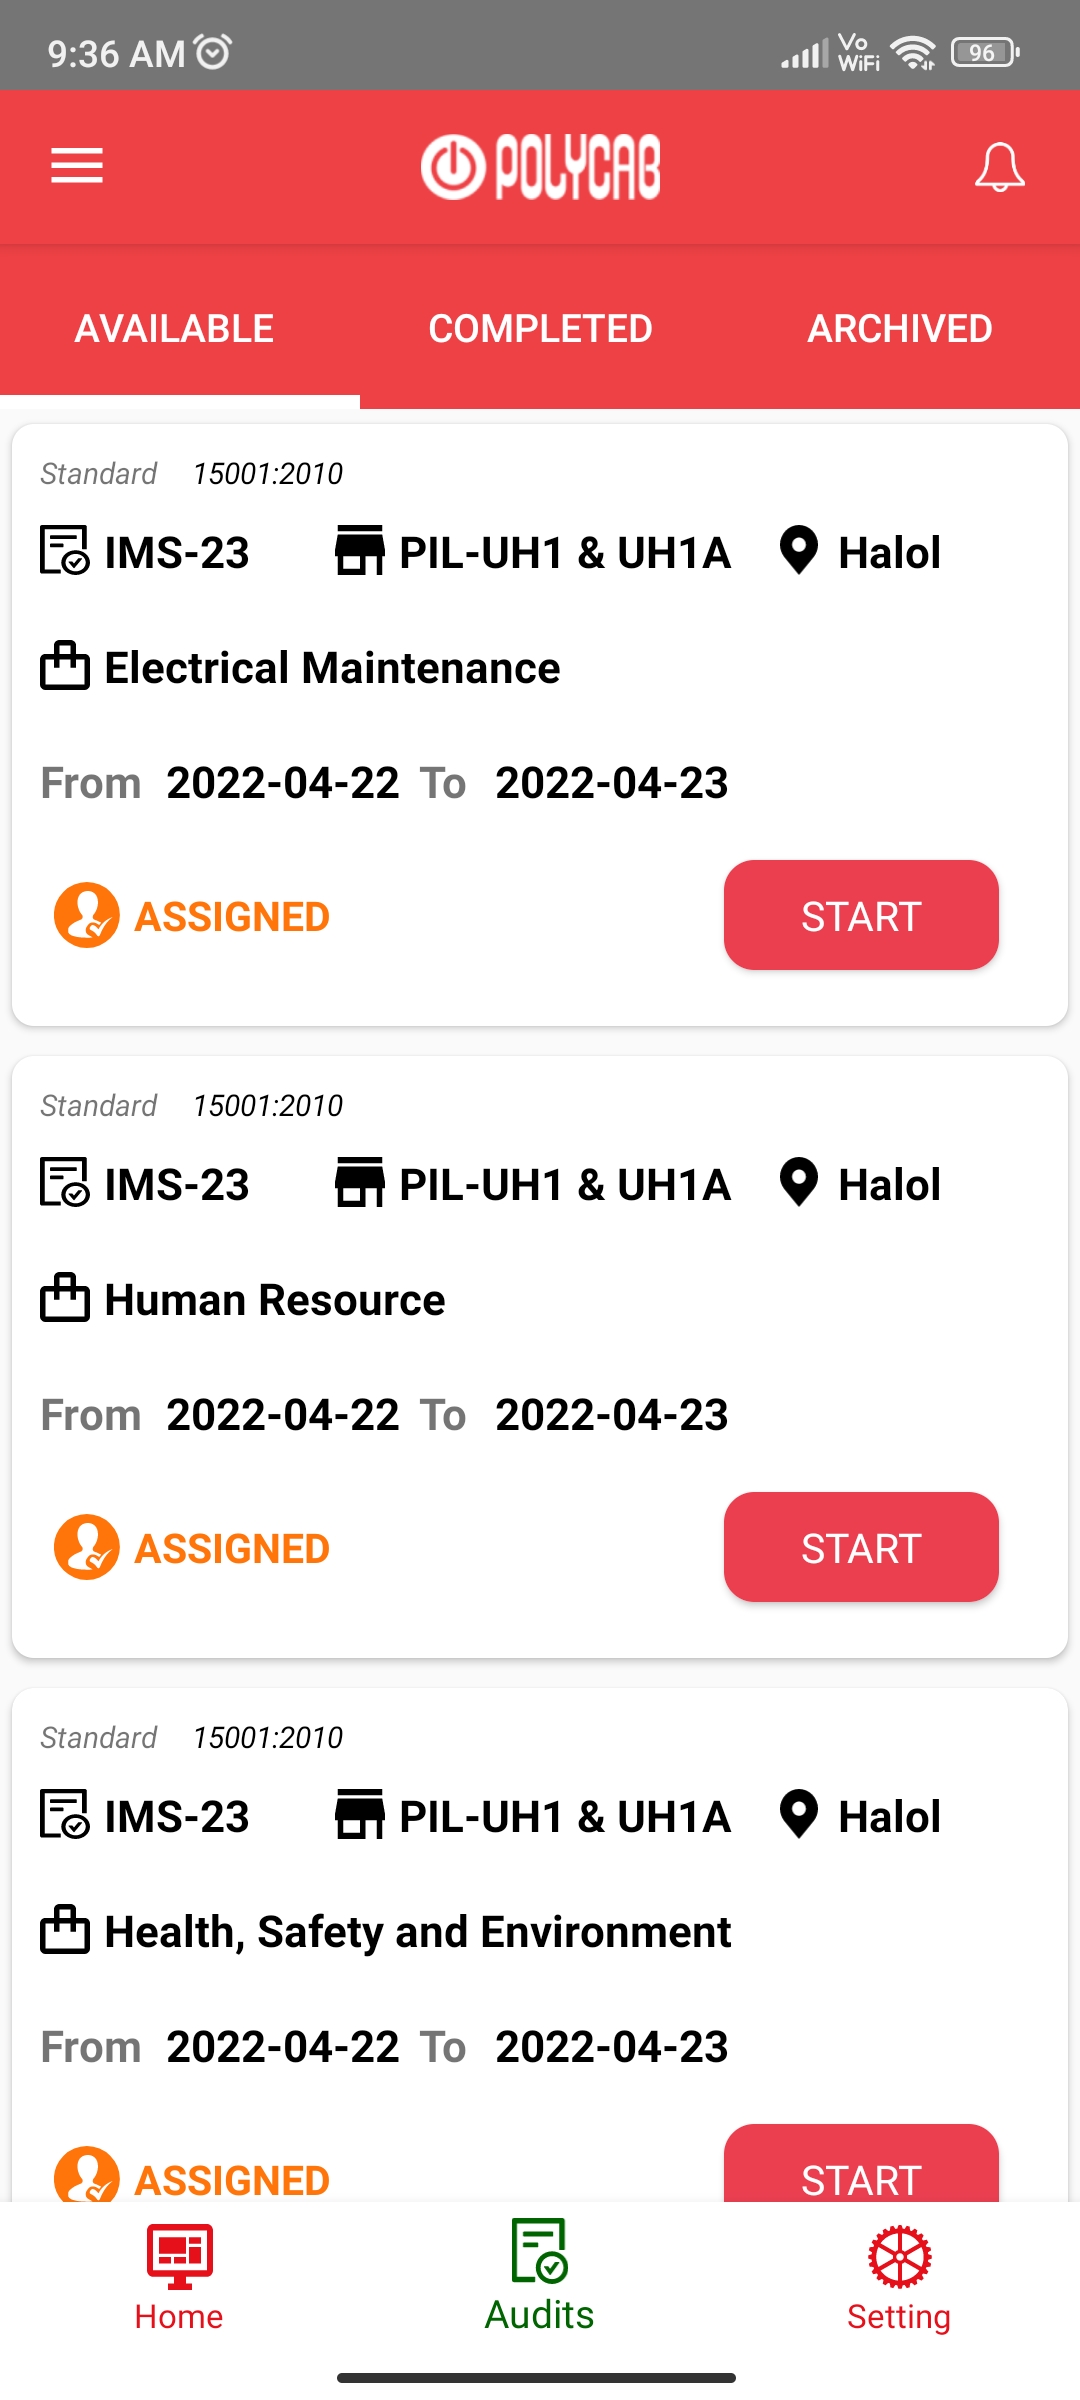 9:36 AM Vo WiFi 96
POLYCAB
AVAILABLE COMPLETED ARCHIVED
Standard 15001:2010
IMS-23 PIL-UH1 & UH1A Halol
Electrical Maintenance
From 2022-04-22 To 2022-04-23
ASSIGNED START
Standard 15001:2010
IMS-23 PIL-UH1 & UH1A Halol
Human Resource
From 2022-04-22 To 2022-04-23
ASSIGNED START
Standard 15001:2010
IMS-23 PIL-UH1 & UH1A Halol
Health, Safety and Environment
From 2022-04-22 To 2022-04-23
ASSIGNED START
Home Audits Setting